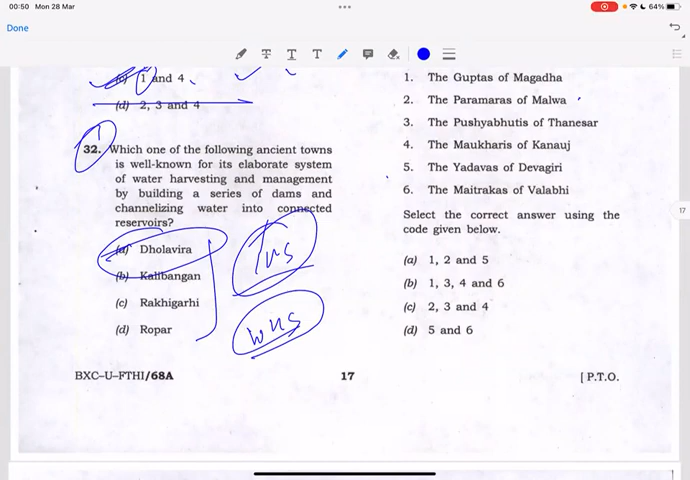 00:50 Mon 28 Mar
64%
Done
(c) 1 and 4
(d) 2, 3 and 4
32. Which one of the following ancient towns
is well-known for its elaborate system
of water harvesting and management
by building a series of dams and
channelizing water into connected
reservoirs?
(a) Dholavira
(b) Kalibangan
(c) Rakhigarhi
(d) Ropar
1. The Guptas of Magadha
2. The Paramaras of Malwa
3. The Pushyabhutis of Thanesar
4. The Maukharis of Kanauj
5. The Yadavas of Devagiri
6. The Maitrakas of Valabhi
Select the correct answer using the
code given below.
(a) 1, 2 and 5
(b) 1, 3, 4 and 6
(c) 2, 3 and 4
(d) 5 and 6
17
BXC-U-FTHI/68A
17
[ P.T.O.